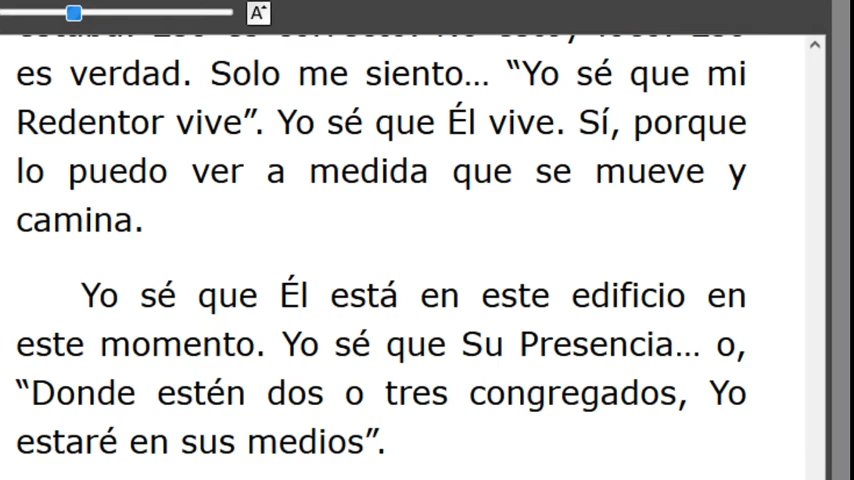 A
es verdad. Solo me siento… “Yo sé que mi
Redentor vive”. Yo sé que Él vive. Sí, porque
lo puedo ver a medida que se mueve y
camina.
Yo sé que Él está en este edificio en
este momento. Yo sé que Su Presencia… o,
“Donde estén dos o tres congregados, Yo
estaré en sus medios”.